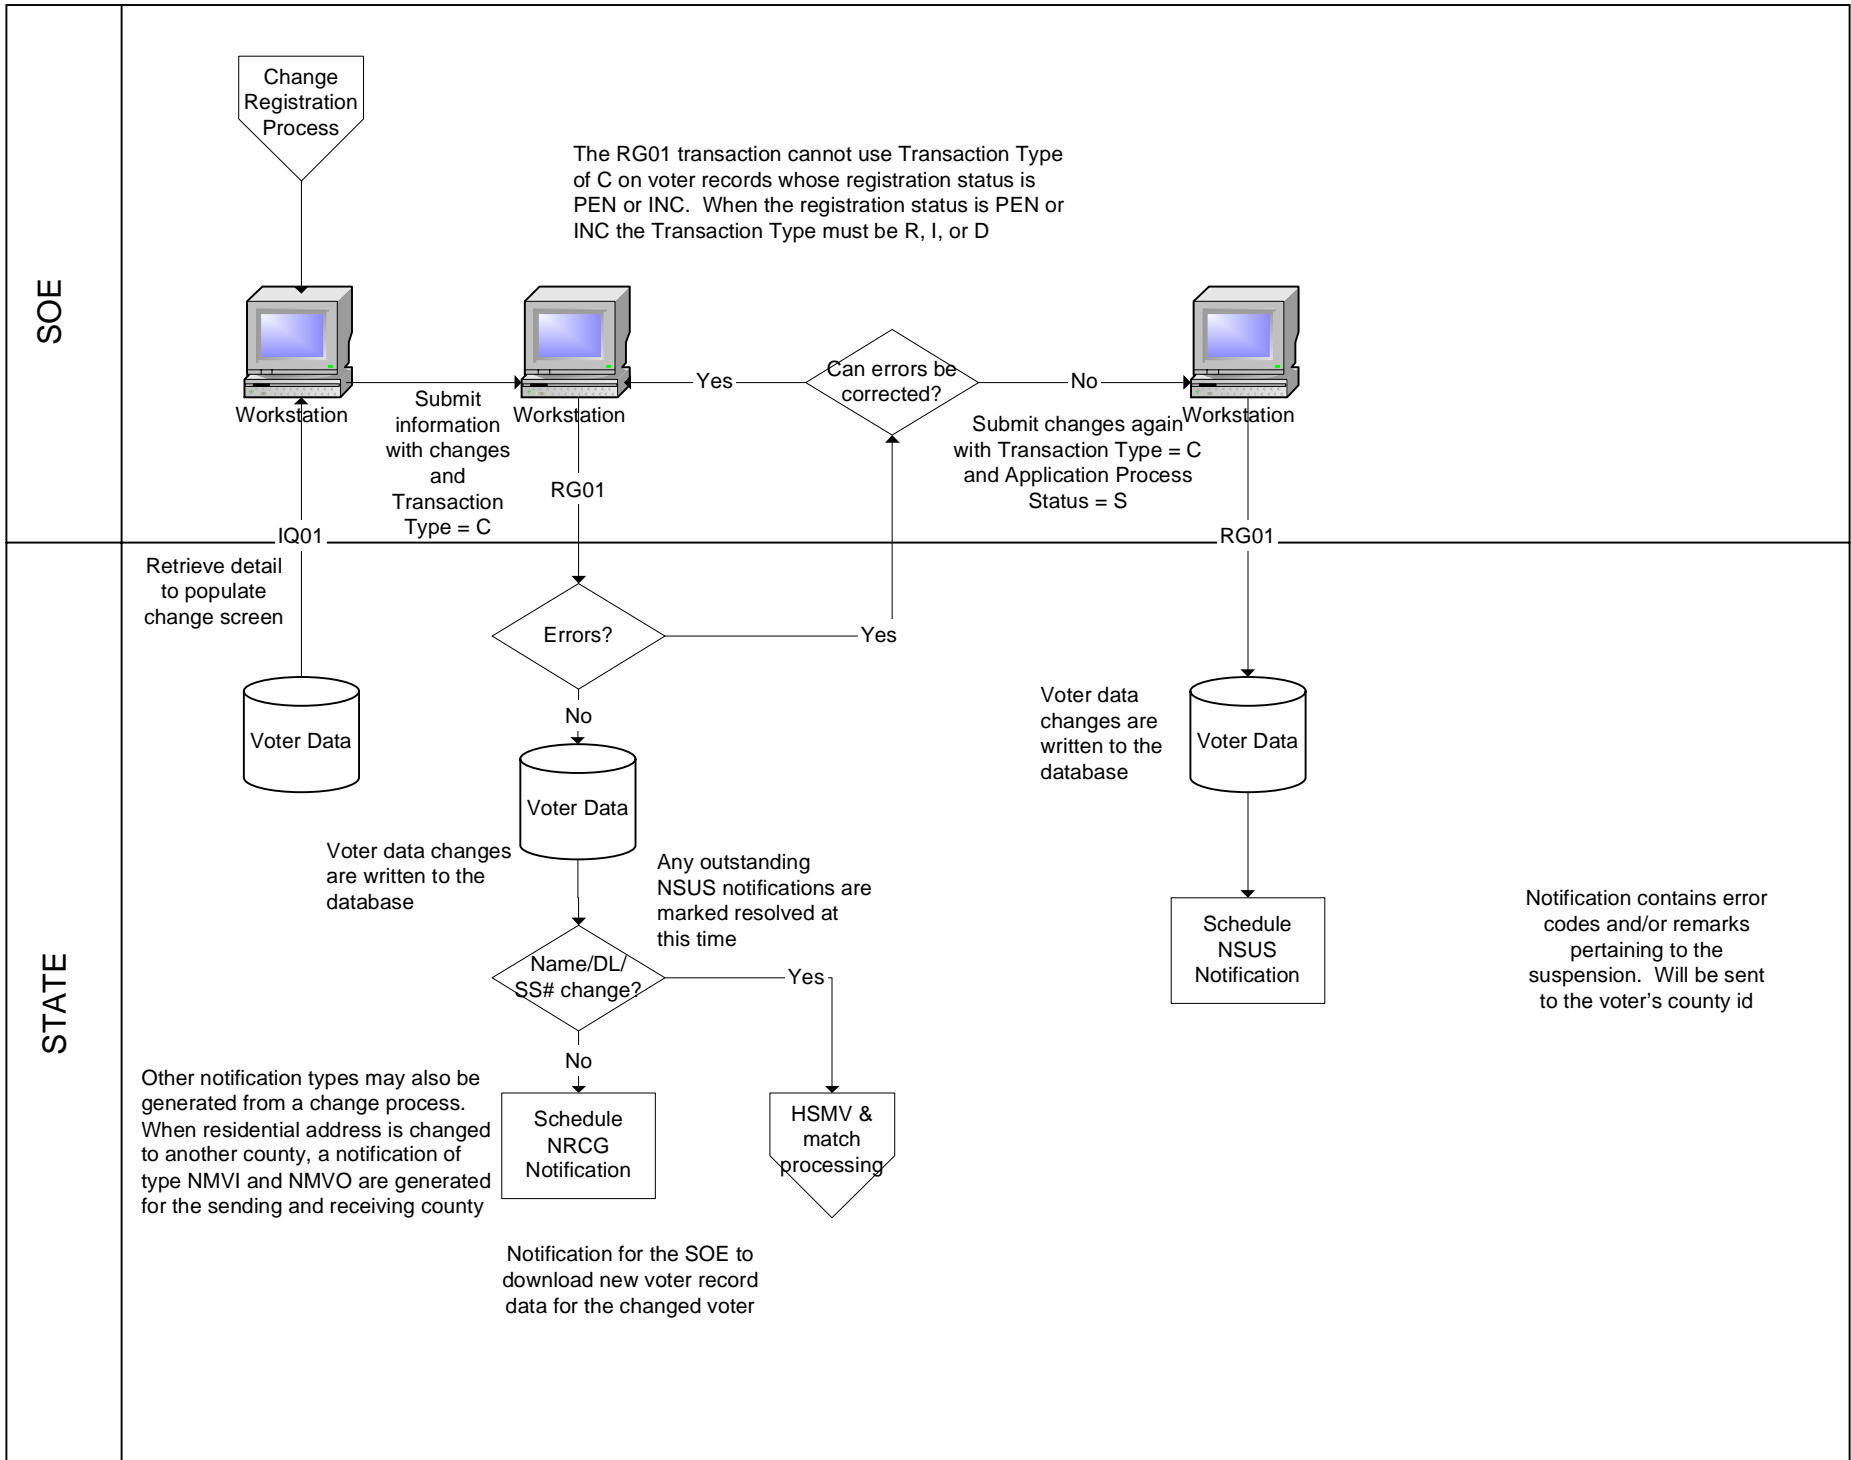 SOE
Change
Registration
Process
The RG01 transaction cannot use Transaction Type
of C on voter records whose registration status is
PEN or INC.  When the registration status is PEN or
INC the Transaction Type must be R, I, or D
Workstation
Submit
information
with changes
and
Transaction
Type = C
Workstation
Yes
Can errors be
corrected?
No
Workstation
Submit changes again
with Transaction Type = C
and Application Process
Status = S
RG01
IQ01
RG01
STATE
Retrieve detail
to populate
change screen
Errors?
Yes
No
Voter Data
Voter Data
Voter data changes
are written to the
database
Any outstanding
NSUS notifications are
marked resolved at
this time
Voter data
changes are
written to the
database
Voter Data
Name/DL/
SS# change?
Yes
No
Schedule
NSUS
Notification
Notification contains error
codes and/or remarks
pertaining to the
suspension.  Will be sent
to the voter's county id
Other notification types may also be
generated from a change process.
When residential address is changed
to another county, a notification of
type NMVI and NMVO are generated
for the sending and receiving county
Schedule
NRCG
Notification
HSMV &
match
processing
Notification for the SOE to
download new voter record
data for the changed voter